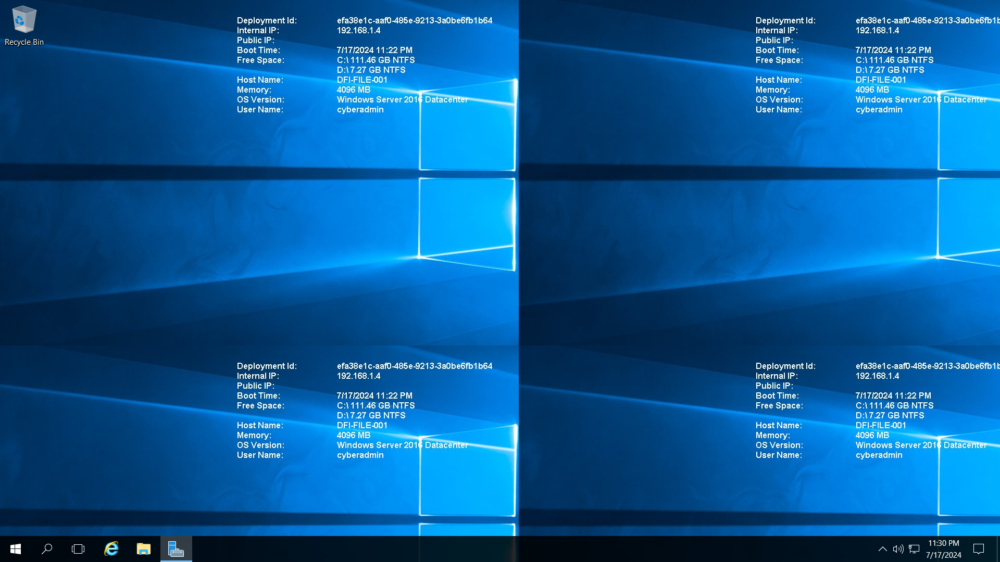 Recycle Bin
Deployment Id: efa38e1c-aaf0-485e-9213-3a0be6fb1b64
Internal IP: 192.168.1.4
Public IP:
Boot Time: 7/17/2024 11:22 PM
Free Space: C:\ 111.46 GB NTFS
D:\ 7.27 GB NTFS
Host Name: DFI-FILE-001
Memory: 4096 MB
OS Version: Windows Server 2016 Datacenter
User Name: cyberadmin
Deployment Id: efa38e1c-aaf0-485e-9213-3a0be6fb1b
Internal IP: 192.168.1.4
Public IP:
Boot Time: 7/17/2024 11:22 PM
Free Space: C:\ 111.46 GB NTFS
D:\ 7.27 GB NTFS
Host Name: DFI-FILE-001
Memory: 4096 MB
OS Version: Windows Server 2016 Datacenter
User Name: cyberadmin
Deployment Id: efa38e1c-aaf0-485e-9213-3a0be6fb1b64
Internal IP: 192.168.1.4
Public IP:
Boot Time: 7/17/2024 11:22 PM
Free Space: C:\ 111.46 GB NTFS
D:\ 7.27 GB NTFS
Host Name: DFI-FILE-001
Memory: 4096 MB
OS Version: Windows Server 2016 Datacenter
User Name: cyberadmin
Deployment Id: efa38e1c-aaf0-485e-9213-3a0be6fb1b
Internal IP: 192.168.1.4
Public IP:
Boot Time: 7/17/2024 11:22 PM
Free Space: C:\ 111.46 GB NTFS
D:\ 7.27 GB NTFS
Host Name: DFI-FILE-001
Memory: 4096 MB
OS Version: Windows Server 2016 Datacenter
User Name: cyberadmin
11:30 PM
7/17/2024